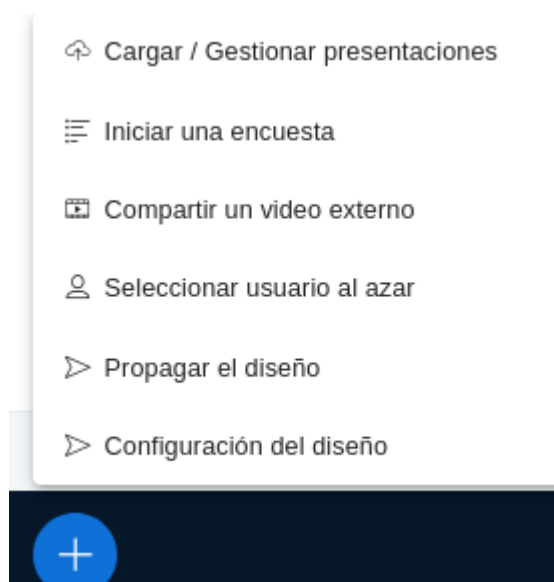 Cargar / Gestionar presentaciones
Iniciar una encuesta
Compartir un video externo
Seleccionar usuario al azar
Propagar el diseño
Configuración del diseño